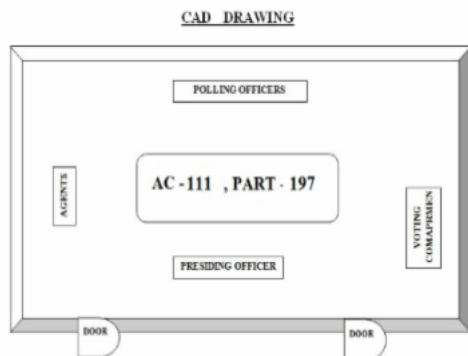 CAD DRAWING
POLLING OFFICERS
AGENTS
AC -111 , PART - 197
VOTING
COMAPRMEN
PRESIDING OFFICER
DOOR
DOOR